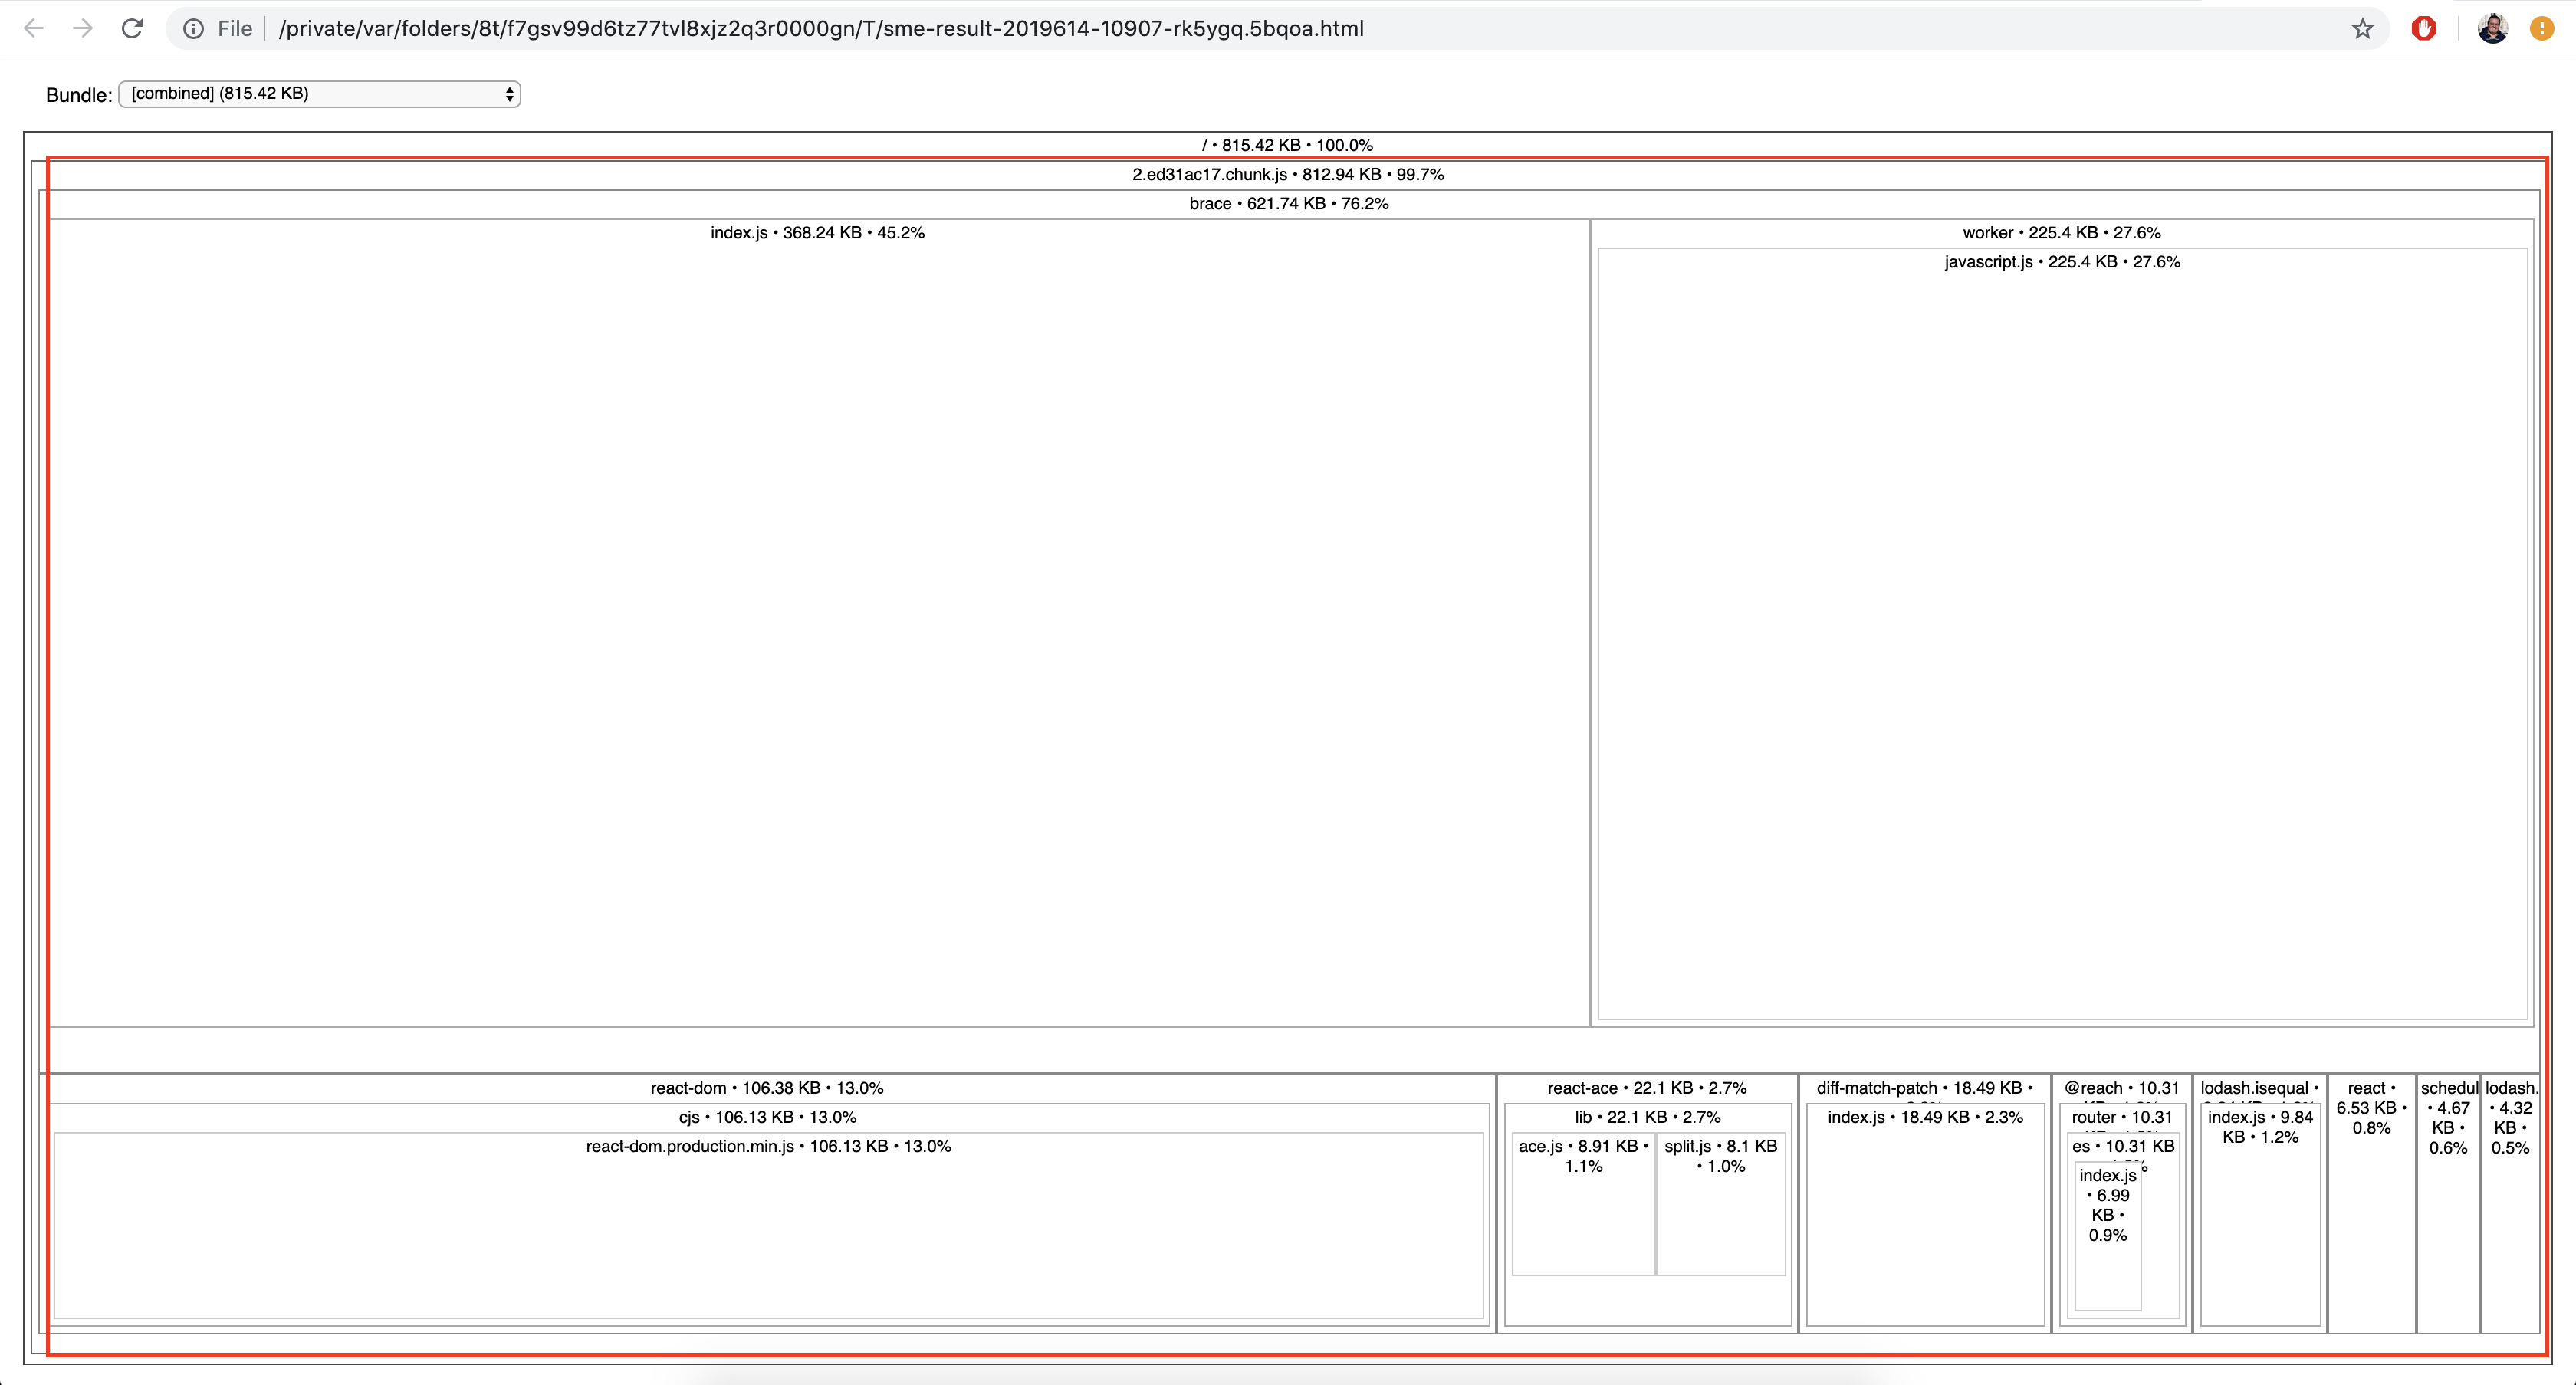 File
/private/var/folders/8t/f7gsv99d6tz77tvl8xjz2q3r0000gn/T/sme-result-2019614-10907-rk5ygq.5bqoa.html
Bundle: [combined] (815.42 KB)
/ • 815.42 KB • 100.0%
2.ed31ac17.chunk.js • 812.94 KB • 99.7%
brace • 621.74 KB • 76.2%
index.js • 368.24 KB • 45.2%
worker • 225.4 KB • 27.6%
javascript.js • 225.4 KB • 27.6%
react-dom • 106.38 KB • 13.0%
cjs • 106.13 KB • 13.0%
react-dom.production.min.js • 106.13 KB • 13.0%
react-ace • 22.1 KB • 2.7%
lib • 22.1 KB • 2.7%
ace.js • 8.91 KB •
1.1%
split.js • 8.1 KB
• 1.0%
diff-match-patch • 18.49 KB •
index.js • 18.49 KB • 2.3%
@reach • 10.31
router • 10.31
es • 10.31 KB
index.js
• 6.99
KB •
0.9%
lodash.isequal •
index.js • 9.84
KB • 1.2%
react •
6.53 KB •
0.8%
schedul
• 4.67
KB •
0.6%
lodash.
• 4.32
KB •
0.5%